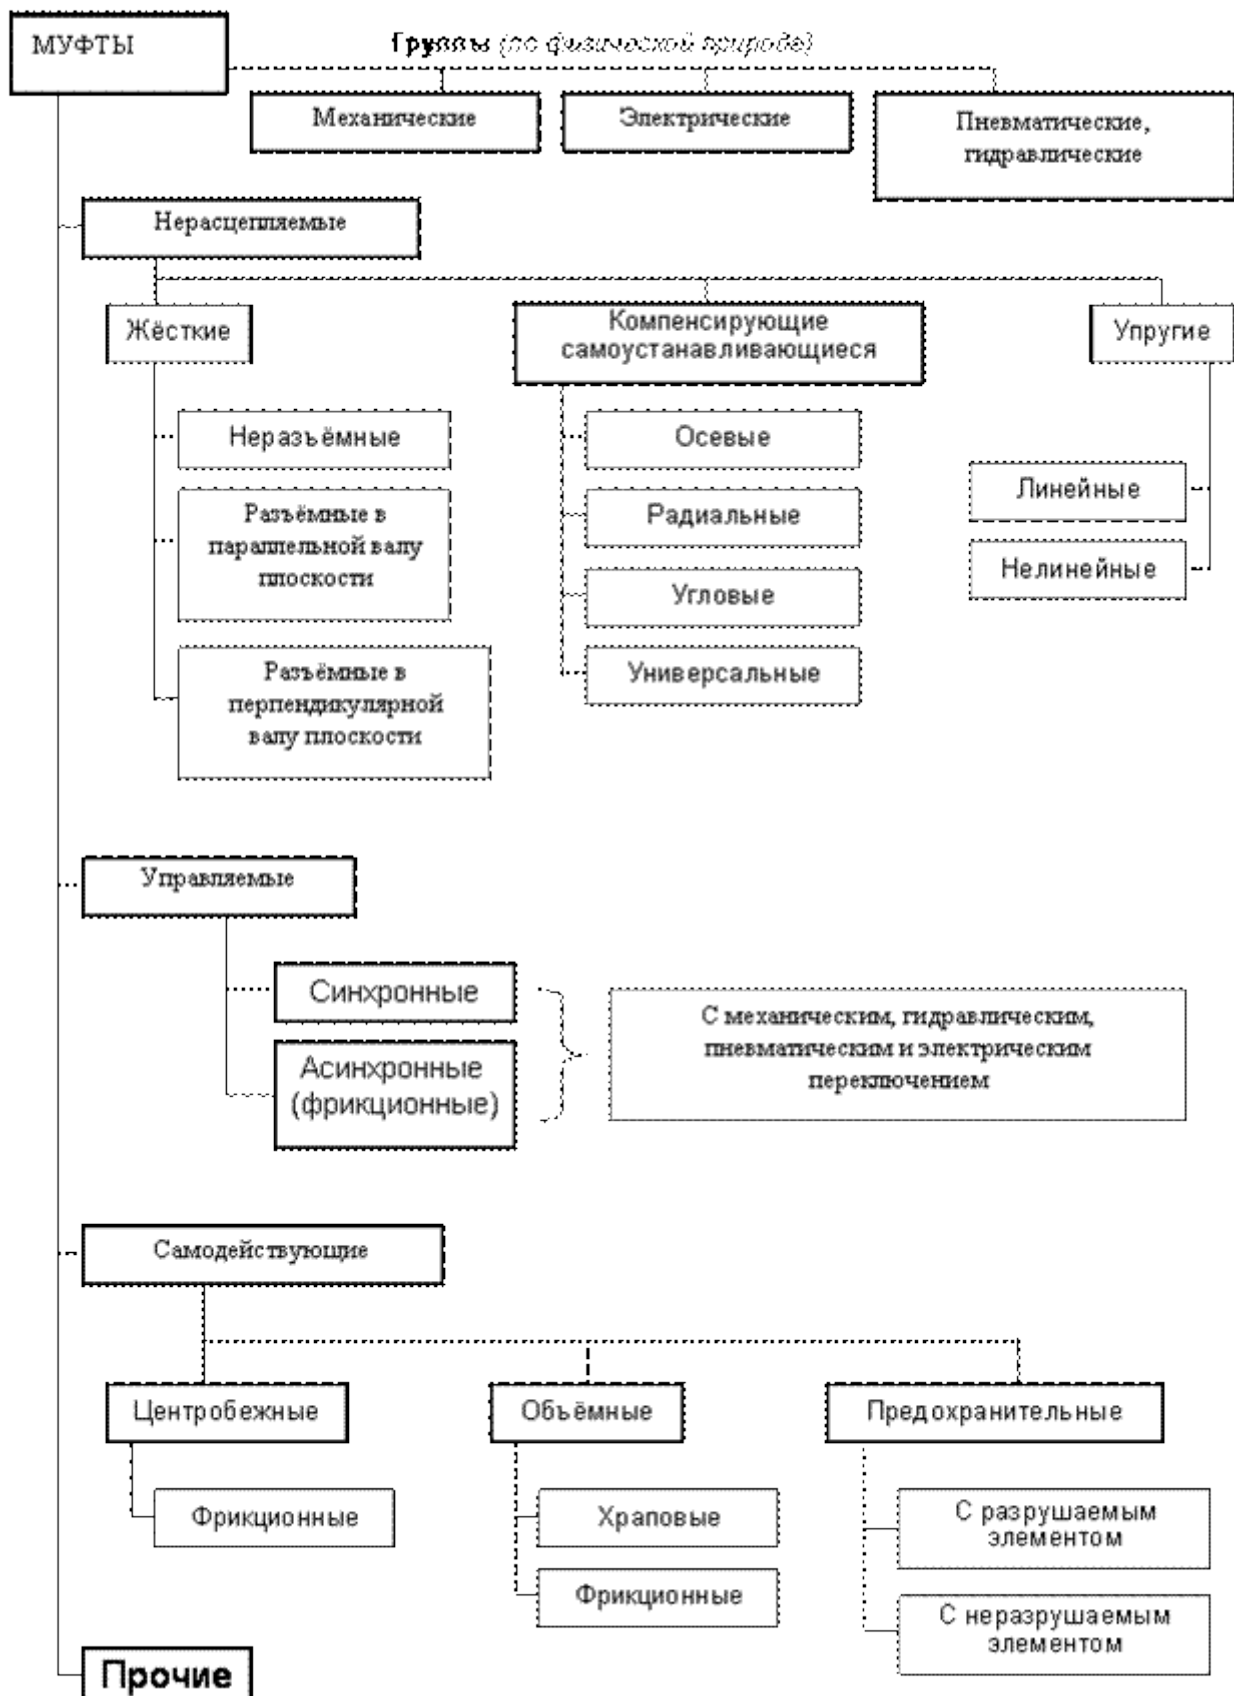 МУФТЫ
Группы (по физической природе)
Механические
Электрические
Пневматические,
гидравлические
Нерасцепляемые
Жёсткие
Компенсирующие
самоустанавливающиеся
Упругие
Неразъёмные
Разъёмные в
параллельной валу
плоскости
Разъёмные в
перпендикулярной
валу плоскости
Осевые
Радиальные
Угловые
Универсальные
Линейные
Нелинейные
Управляемые
Синхронные
Асинхронные
(фрикционные)
С механическим, гидравлическим,
пневматическим и электрическим
переключением
Самодействующие
Центробежные
Фрикционные
Объёмные
Храповые
Фрикционные
Предохранительные
С разрушаемым
элементом
С неразрушаемым
элементом
Прочие